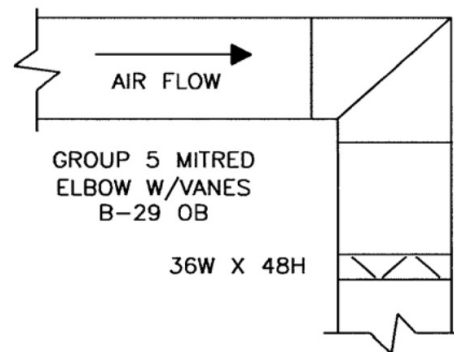 AIR FLOW
GROUP 5 MITRED
ELBOW W/VANES
B-29 OB
36W X 48H